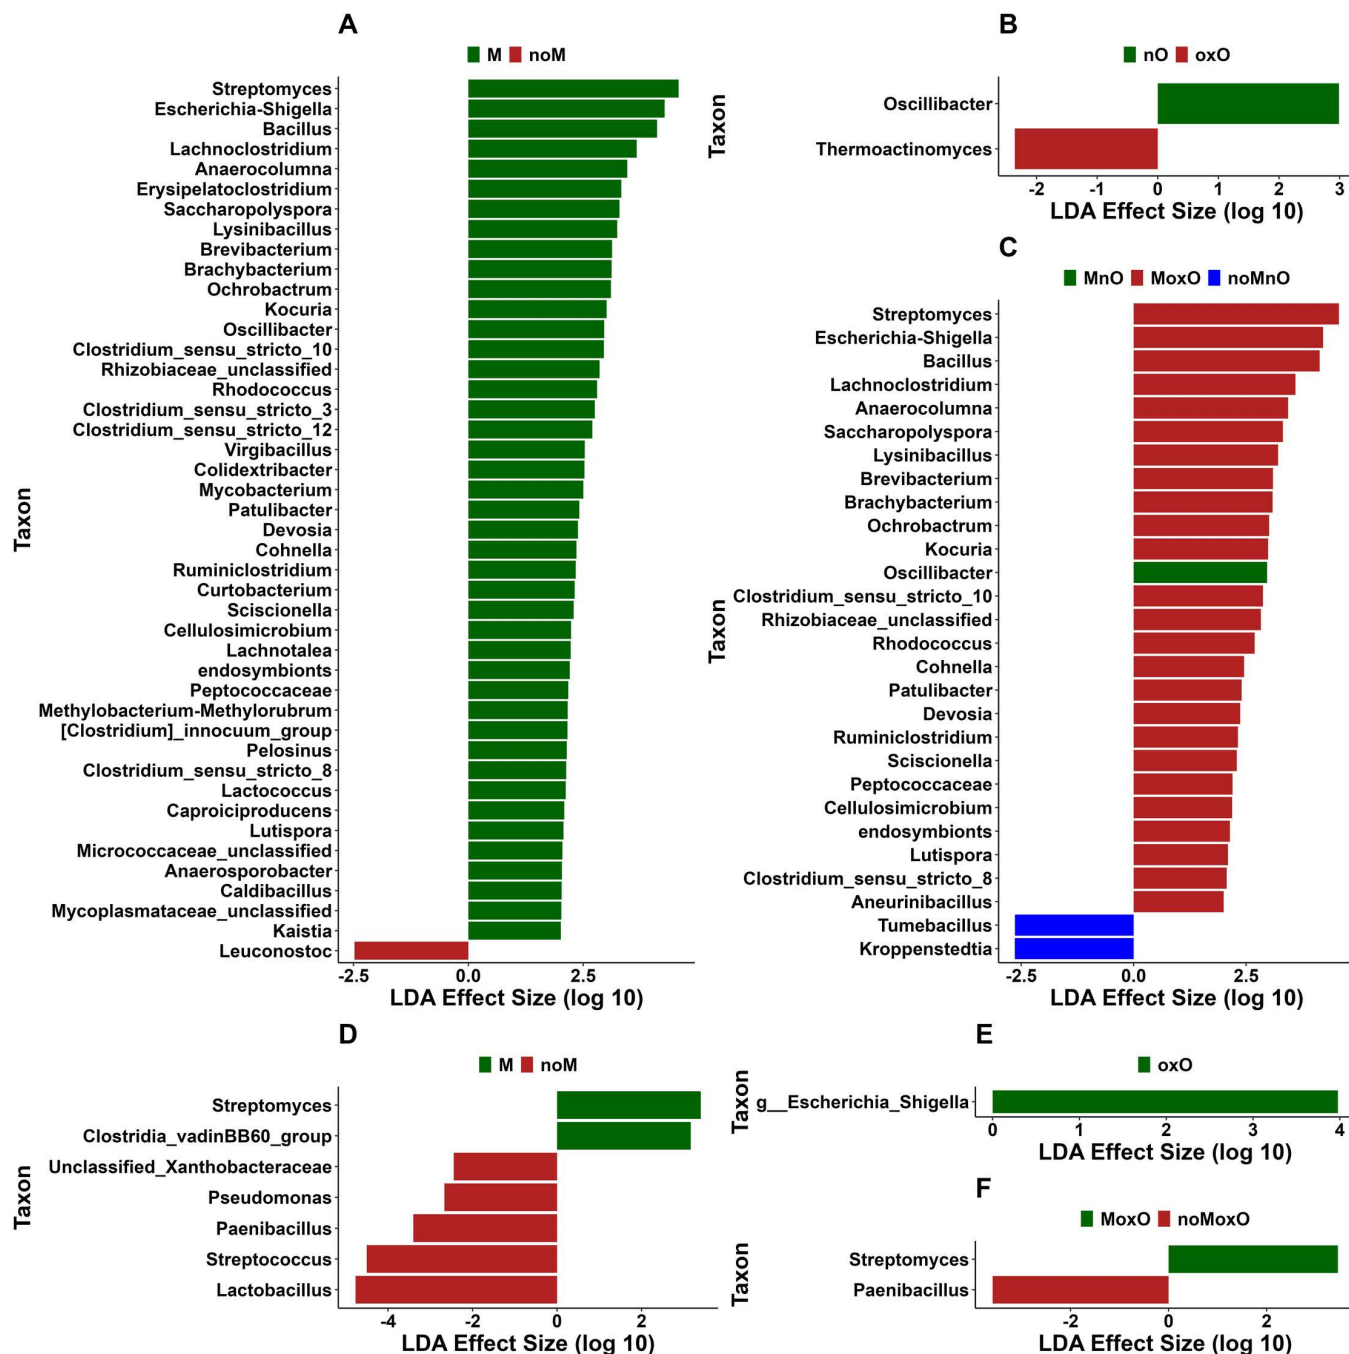 A
M noM
Taxon
Streptomyces
Escherichia-Shigella
Bacillus
Lachnoclostridium
Anaerocolumna
Erysipelatoclostridium
Saccharopolyspora
Lysinibacillus
Brevibacterium
Brachybacterium
Ochrobactrum
Kocuria
Oscillibacter
Clostridium_sensu_stricto_10
Rhizobiaceae_unclassified
Rhodococcus
Clostridium_sensu_stricto_3
Clostridium_sensu_stricto_12
Virgibacillus
Colidextribacter
Mycobacterium
Patulibacter
Devosia
Cohnella
Ruminiclostridium
Curtobacterium
Sciscionella
Cellulosimicrobium
Lachnotalea
endosymbionts
Peptococcaceae
Methylobacterium-Methylorubrum
[Clostridium]_innocuum_group
Pelosinus
Clostridium_sensu_stricto_8
Lactococcus
Caproiciproducens
Lutispora
Micrococcaceae_unclassified
Anaerosporobacter
Caldibacillus
Mycoplasmataceae_unclassified
Kaistia
Leuconostoc
-2.5 0.0 2.5
LDA Effect Size (log 10)
B
nO oxO
Taxon
Oscillibacter
Thermoactinomyces
-2 -1 0 1 2 3
LDA Effect Size (log 10)
C
MnO MoxO noMnO
Taxon
Streptomyces
Escherichia-Shigella
Bacillus
Lachnoclostridium
Anaerocolumna
Saccharopolyspora
Lysinibacillus
Brevibacterium
Brachybacterium
Ochrobactrum
Kocuria
Oscillibacter
Clostridium_sensu_stricto_10
Rhizobiaceae_unclassified
Rhodococcus
Cohnella
Patulibacter
Devosia
Ruminiclostridium
Sciscionella
Peptococcaceae
Cellulosimicrobium
endosymbionts
Lutispora
Clostridium_sensu_stricto_8
Aneurinibacillus
Tumebacillus
Kroppenstedtia
-2.5 0.0 2.5
LDA Effect Size (log 10)
D
M noM
Taxon
Streptomyces
Clostridia_vadinBB60_group
Unclassified_Xanthobacteraceae
Pseudomonas
Paenibacillus
Streptococcus
Lactobacillus
-4 -2 0 2
LDA Effect Size (log 10)
E
oxO
Taxon
g__Escherichia_Shigella
0 1 2 3 4
LDA Effect Size (log 10)
F
MoxO noMoxO
Taxon
Streptomyces
Paenibacillus
-2 0 2
LDA Effect Size (log 10)